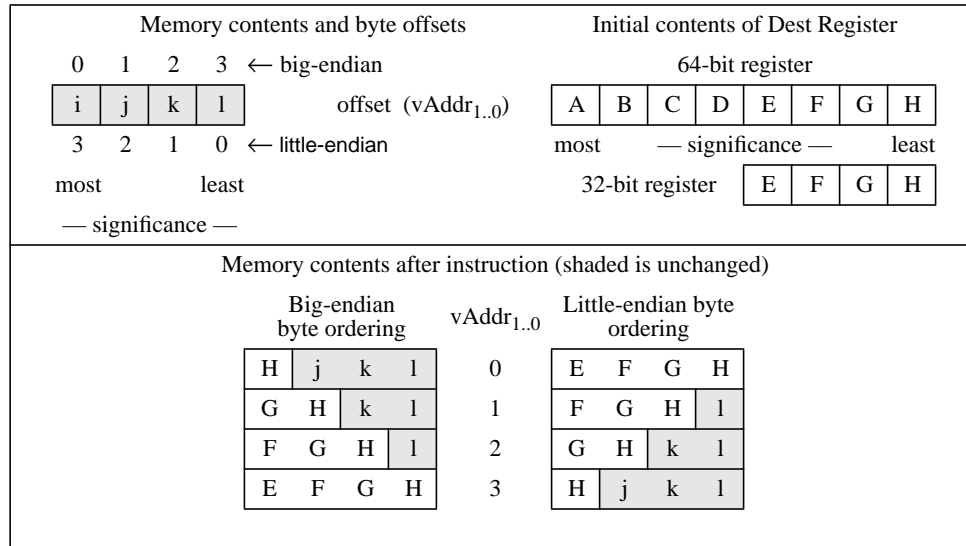 Memory contents and byte offsets
0 1 2 3 ← big-endian
i j k l offset (vAddr1..0)
3 2 1 0 ← little-endian
most least
— significance —
Initial contents of Dest Register
64-bit register
A B C D E F G H
most — significance — least
32-bit register E F G H
Memory contents after instruction (shaded is unchanged)
Big-endian byte ordering vAddr1..0 Little-endian byte ordering
H j k l 0 E F G H
G H k l 1 F G H l
F G H l 2 G H k l
E F G H 3 H j k l